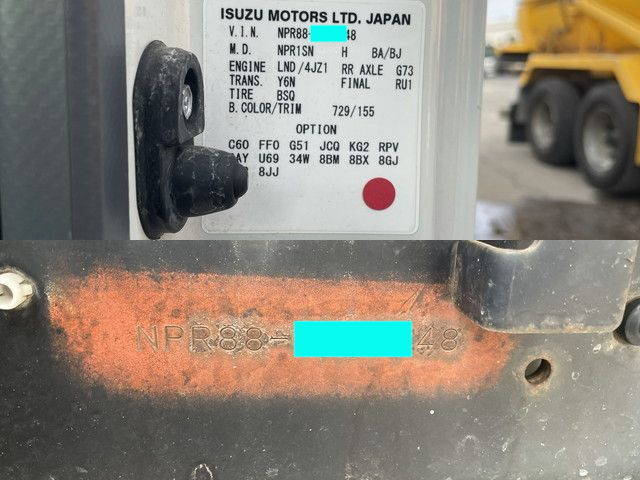 ISUZU MOTORS LTD. JAPAN
V.I.N. NPR88- 48
M.D. NPR1SN H BA/BJ
ENGINE LND/4JZ1 RR AXLE G73
TRANS. Y6N FINAL RU1
TIRE BSQ
B.COLOR/TRIM 729/155
OPTION
C60 FF0 G51 JCQ KG2 RPV
AY U69 34W 8BM 8BX 8GJ
8JJ
NPR88- 48